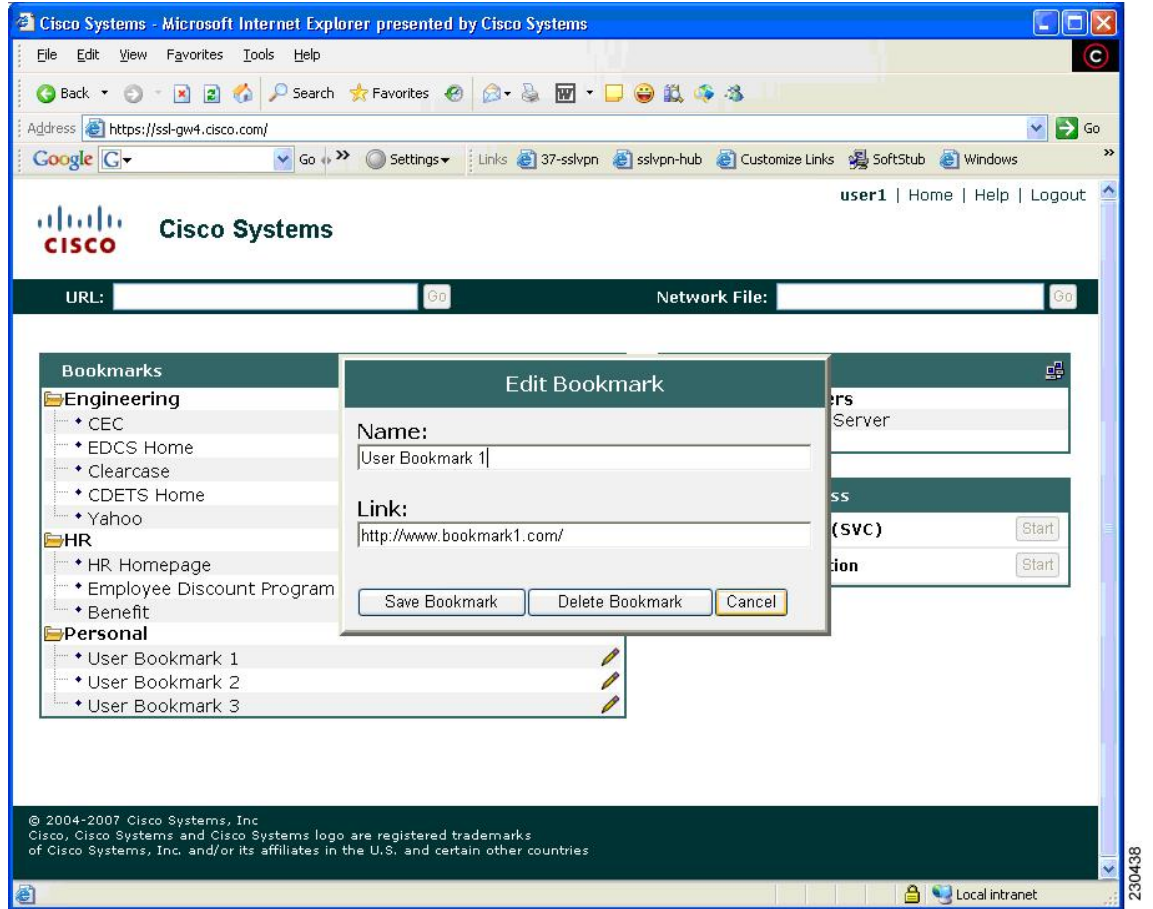 Cisco Systems - Microsoft Internet Explorer presented by Cisco Systems
File Edit View Favorites Tools Help
Back Search Favorites
Address https://ssl-gw4.cisco.com/ Go
Google G Go Settings Links 37-sslvpn sslvpn-hub Customize Links SoftStub Windows
user1 | Home | Help | Logout
CISCO
Cisco Systems
URL: Go Network File: Go
Bookmarks
Engineering
CEC
EDCS Home
Clearcase
CDETS Home
Yahoo
HR
HR Homepage
Employee Discount Program
Benefit
Personal
User Bookmark 1
User Bookmark 2
User Bookmark 3
Edit Bookmark
Name:
User Bookmark 1
Link:
http://www.bookmark1.com/
Save Bookmark Delete Bookmark Cancel
ers
Server
ss
(SVC) Start
tion Start
© 2004-2007 Cisco Systems, Inc
Cisco, Cisco Systems and Cisco Systems logo are registered trademarks
of Cisco Systems, Inc. and/or its affiliates in the U.S. and certain other countries
Local intranet
230438